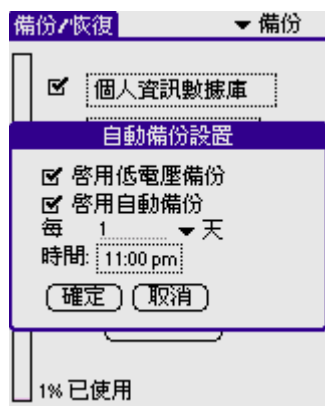 備份/恢復 備份
個人資訊數據庫
自動備份設置
啓用低電壓備份
啓用自動備份
每 1 天
時間: 11:00 pm
確定 取消
1% 已使用